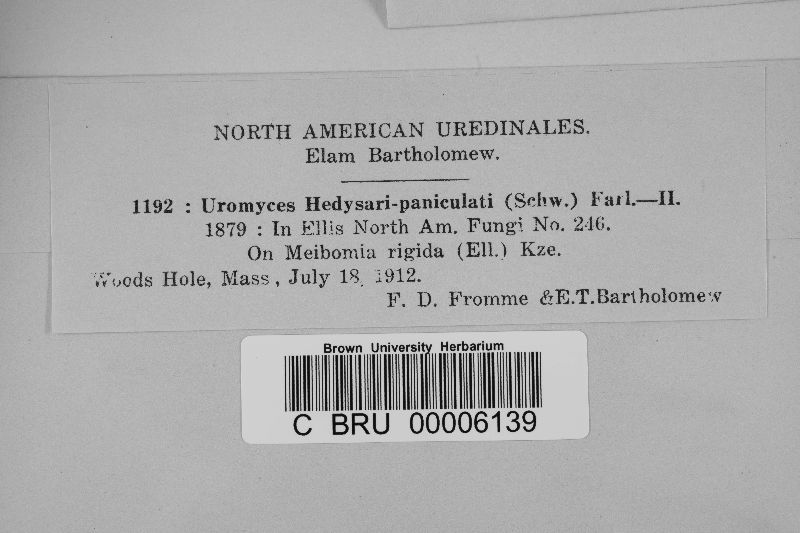 NORTH AMERICAN UREDINALES.
Elam Bartholomew.
1192 : Uromyces Hedysari-paniculati (Schw.) Farl.—II.
1879 : In Ellis North Am. Fungi No. 246.
On Meibomia rigida (Ell.) Kze.
Woods Hole, Mass, July 18, 1912.
F. D. Fromme &E.T.Bartholomew
Brown University Herbarium
C BRU 00006139